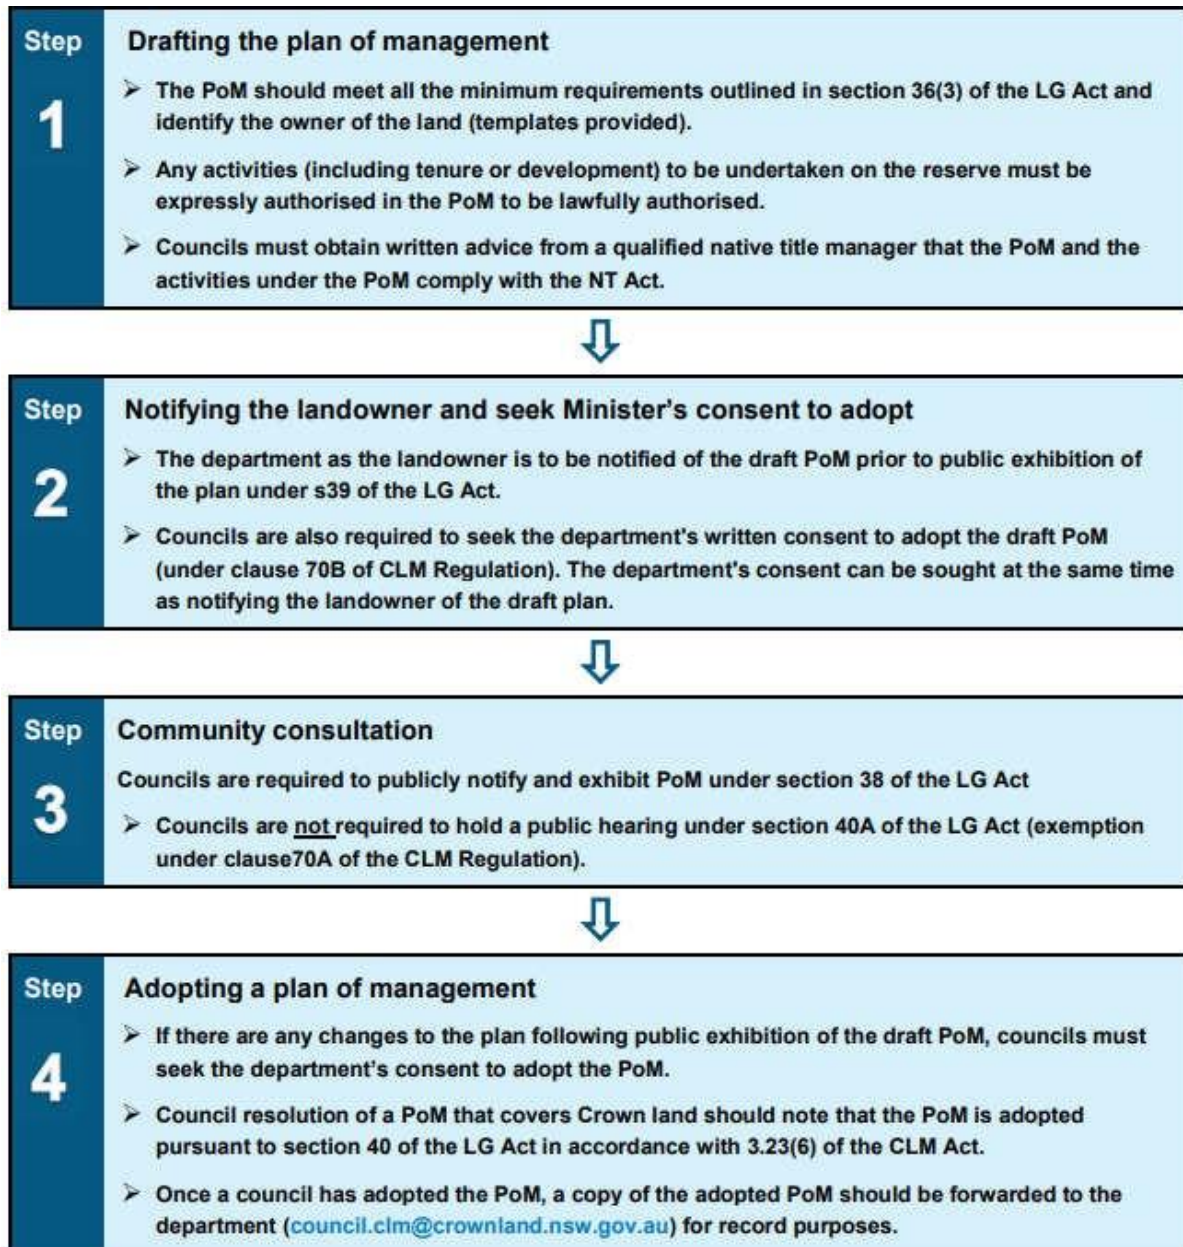 Step
1
Drafting the plan of management
➢ The PoM should meet all the minimum requirements outlined in section 36(3) of the LG Act and
identify the owner of the land (templates provided).
➢ Any activities (including tenure or development) to be undertaken on the reserve must be
expressly authorised in the PoM to be lawfully authorised.
➢ Councils must obtain written advice from a qualified native title manager that the PoM and the
activities under the PoM comply with the NT Act.
Step
2
Notifying the landowner and seek Minister's consent to adopt
➢ The department as the landowner is to be notified of the draft PoM prior to public exhibition of
the plan under s39 of the LG Act.
➢ Councils are also required to seek the department's written consent to adopt the draft PoM
(under clause 70B of CLM Regulation). The department's consent can be sought at the same time
as notifying the landowner of the draft plan.
Step
3
Community consultation
Councils are required to publicly notify and exhibit PoM under section 38 of the LG Act
➢ Councils are not required to hold a public hearing under section 40A of the LG Act (exemption
under clause70A of the CLM Regulation).
Step
4
Adopting a plan of management
➢ If there are any changes to the plan following public exhibition of the draft PoM, councils must
seek the department's consent to adopt the PoM.
➢ Council resolution of a PoM that covers Crown land should note that the PoM is adopted
pursuant to section 40 of the LG Act in accordance with 3.23(6) of the CLM Act.
➢ Once a council has adopted the PoM, a copy of the adopted PoM should be forwarded to the
department (council.clm@crownland.nsw.gov.au) for record purposes.